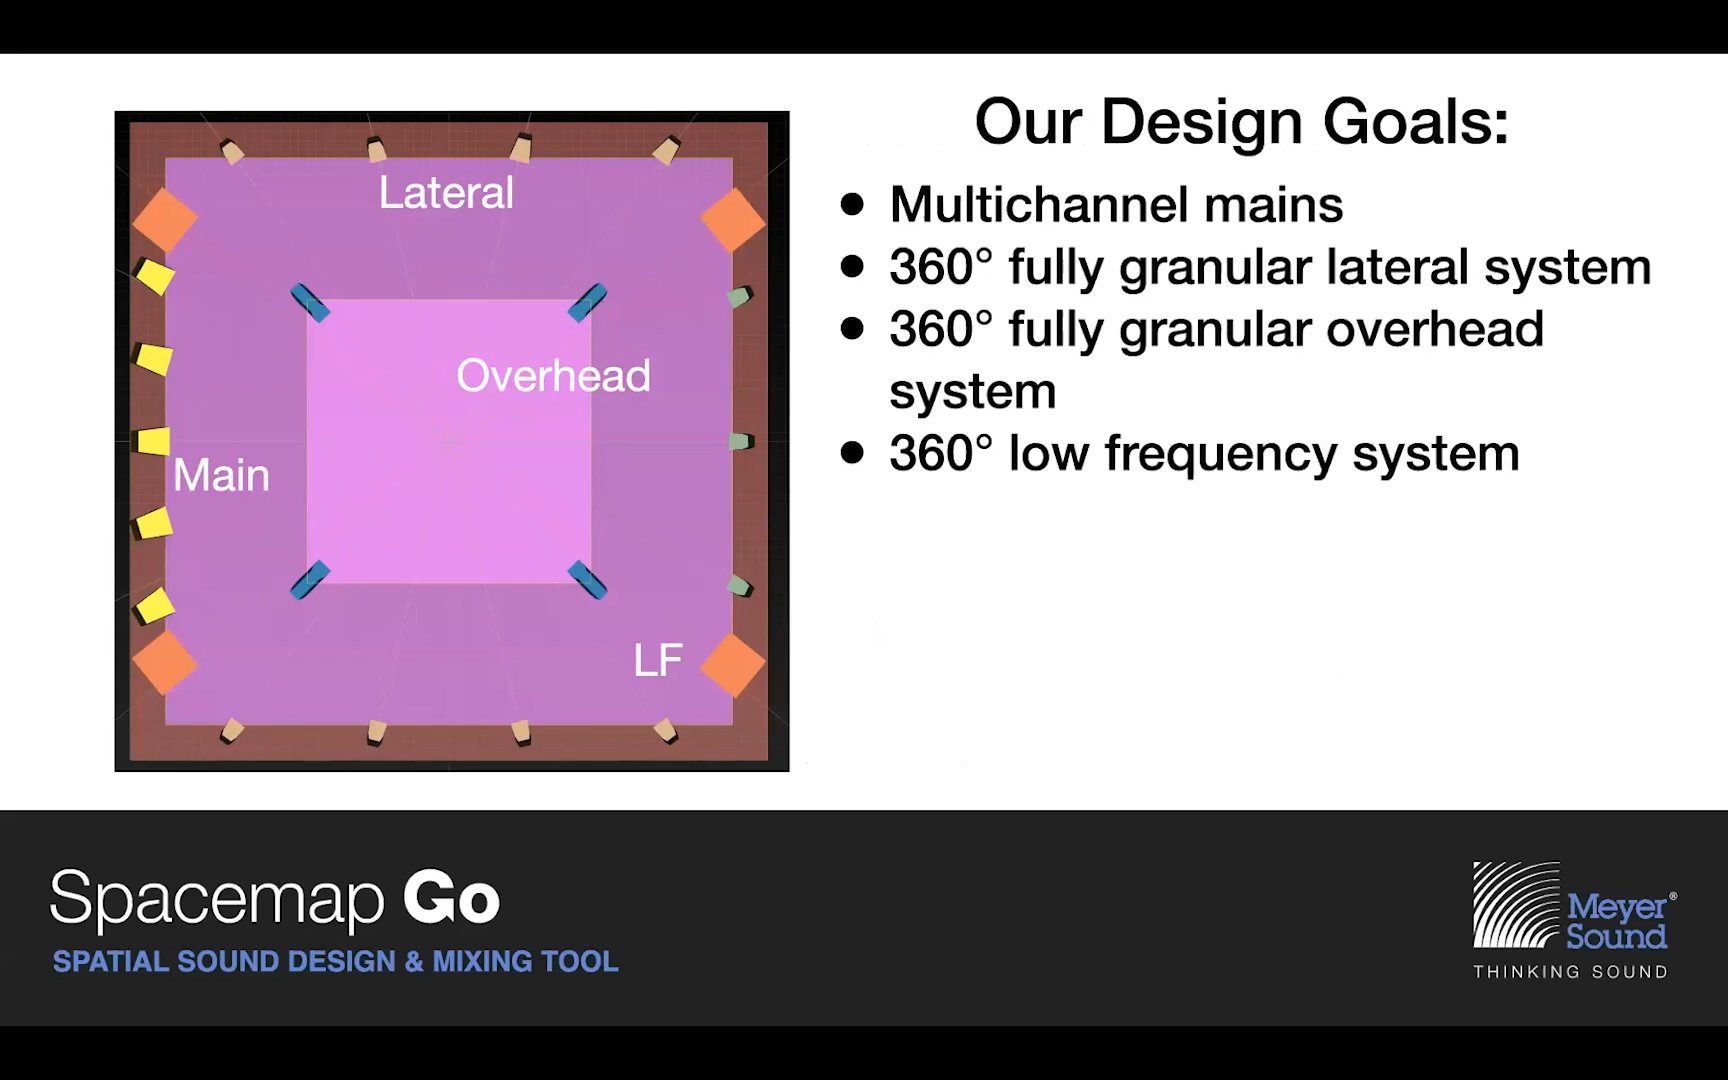 Our Design Goals:
• Multichannel mains
• 360° fully granular lateral system
• 360° fully granular overhead
system
• 360° low frequency system
Lateral
Overhead
Main
LF
Spacemap Go
SPATIAL SOUND DESIGN & MIXING TOOL
Meyer®
Sound
THINKING SOUND